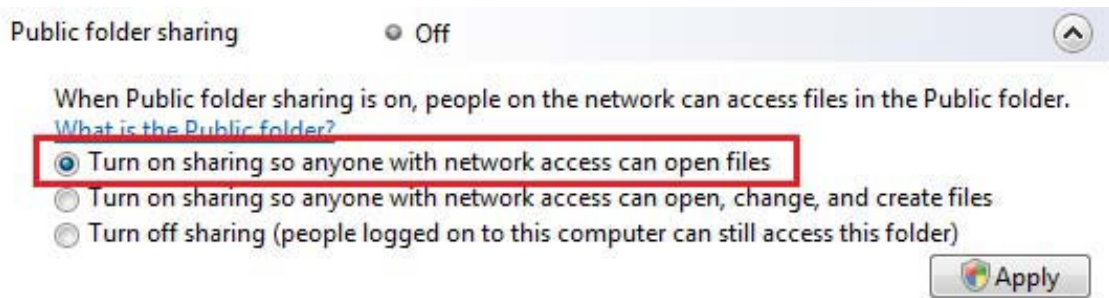 Public folder sharing Off
When Public folder sharing is on, people on the network can access files in the Public folder.
What is the Public folder?
Turn on sharing so anyone with network access can open files
Turn on sharing so anyone with network access can open, change, and create files
Turn off sharing (people logged on to this computer can still access this folder)
Apply